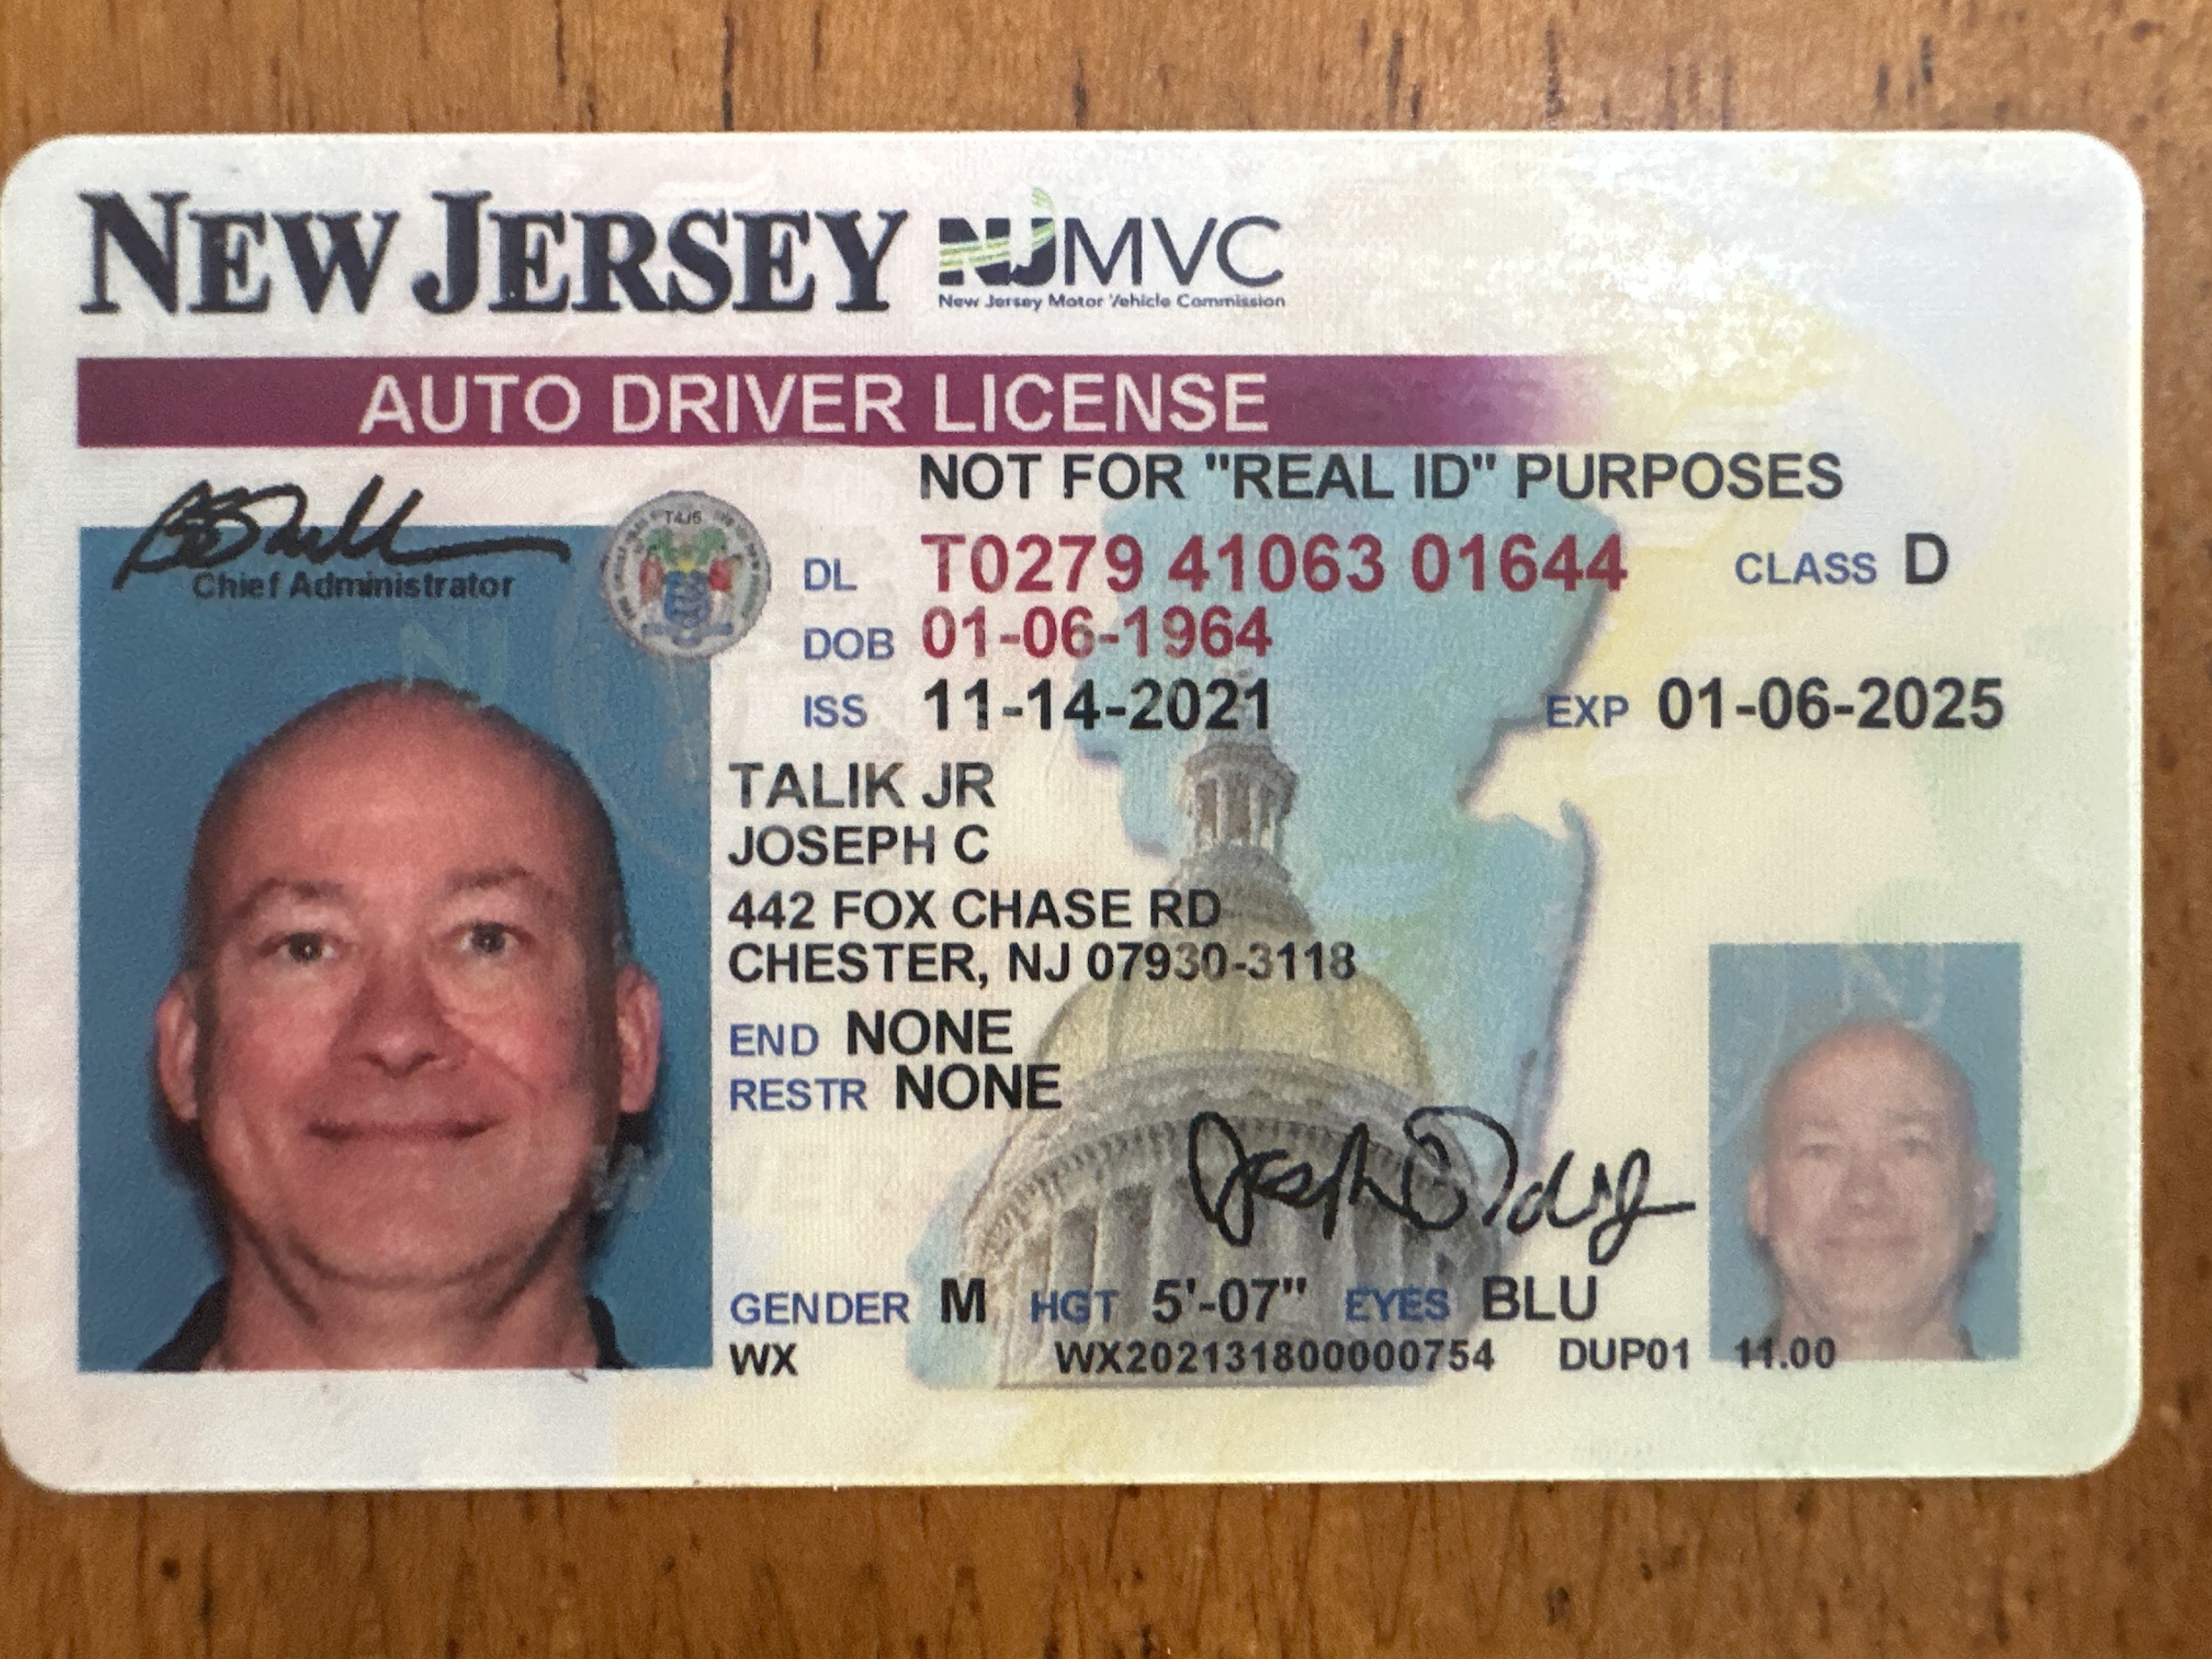 NEW JERSEY NJMVC
New Jersey Motor Vehicle Commission
AUTO DRIVER LICENSE
NOT FOR "REAL ID" PURPOSES
Chief Administrator
DL T0279 41063 01644 CLASS D
DOB 01-06-1964
ISS 11-14-2021 EXP 01-06-2025
TALIK JR
JOSEPH C
442 FOX CHASE RD
CHESTER, NJ 07930-3118
END NONE
RESTR NONE
GENDER M HGT 5'-07" EYES BLU
WX WX20213180000754 DUP01 11.00